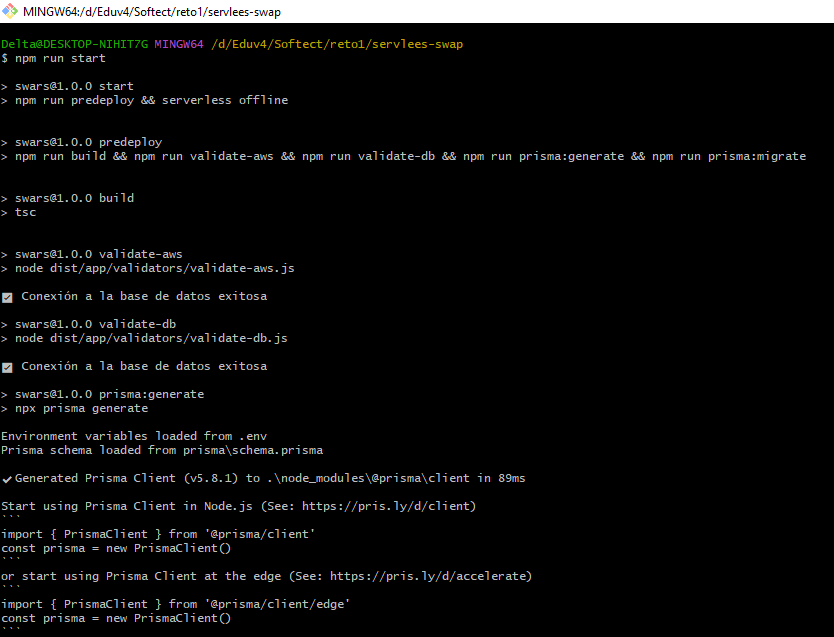 MINGW64:/d/Eduv4/Softect/reto1/servlees-swap
Delta@DESKTOP-NIHIT7G MINGW64 /d/Eduv4/Softect/reto1/servlees-swap
$ npm run start
> swars@1.0.0 start
> npm run predeploy && serverless offline
> swars@1.0.0 predeploy
> npm run build && npm run validate-aws && npm run validate-db && npm run prisma:generate && npm run prisma:migrate
> swars@1.0.0 build
> tsc
> swars@1.0.0 validate-aws
> node dist/app/validators/validate-aws.js
☑ Conexión a la base de datos exitosa
> swars@1.0.0 validate-db
> node dist/app/validators/validate-db.js
☑ Conexión a la base de datos exitosa
> swars@1.0.0 prisma:generate
> npx prisma generate
Environment variables loaded from .env
Prisma schema loaded from prisma\schema.prisma
✔ Generated Prisma Client (v5.8.1) to .\node_modules\@prisma\client in 89ms
Start using Prisma Client in Node.js (See: https://pris.ly/d/client)
```
import { PrismaClient } from '@prisma/client'
const prisma = new PrismaClient()
```
or start using Prisma Client at the edge (See: https://pris.ly/d/accelerate)
```
import { PrismaClient } from '@prisma/client/edge'
const prisma = new PrismaClient()
```